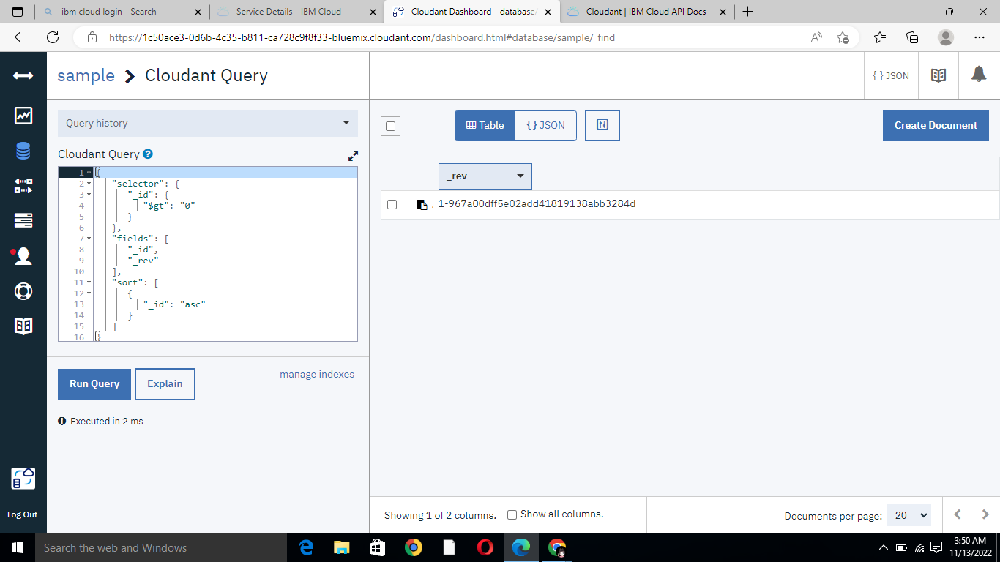 ibm cloud login - Search
Service Details - IBM Cloud
Cloudant Dashboard - database/
Cloudant | IBM Cloud API Docs
https://1c50ace3-0d6b-4c35-b811-ca728c9f8f33-bluemix.cloudant.com/dashboard.html#database/sample/_find
sample
Cloudant Query
{ } JSON
Query history
Table
{} JSON
Create Document
Cloudant Query
1 {
2 "selector": {
3 "_id": {
4 "$gt": "0"
5 }
6 },
7 "fields": [
8 "_id",
9 "_rev"
10 ],
11 "sort": [
12 {
13 "_id": "asc"
14 }
15 ]
16 }
_rev
1-967a00dff5e02add41819138abb3284d
Run Query
Explain
manage indexes
Executed in 2 ms
Log Out
Showing 1 of 2 columns.
Show all columns.
Documents per page:
20
Search the web and Windows
3:50 AM
11/13/2022